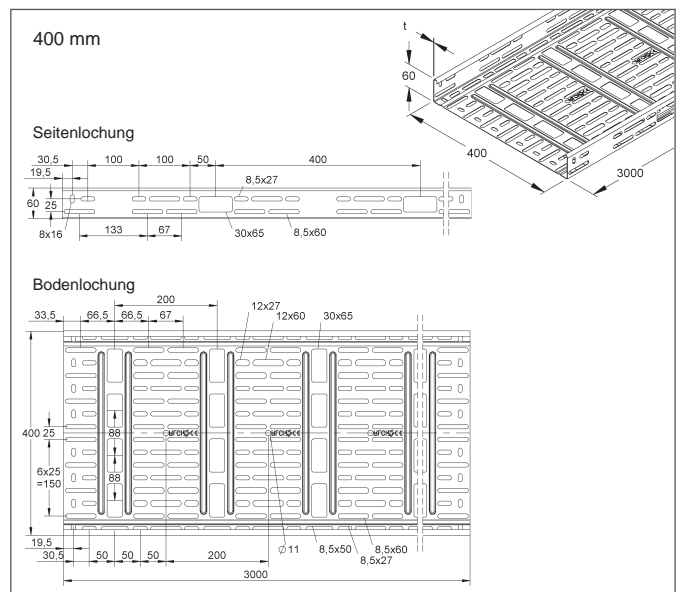 400 mm
t
60
400
3000
Seitenlochung
30,5 100 100 50 400
19,5
8,5x27
60 25
8x16 133 67 30x65 8,5x60
Bodenlochung
200
33,5 66,5 66,5 67
12x27
12x60
30x65
400 25
88
6x25
=150
88
19,5
30,5 50 50 50 200
∅ 11
8,5x50
8,5x60
8,5x27
3000